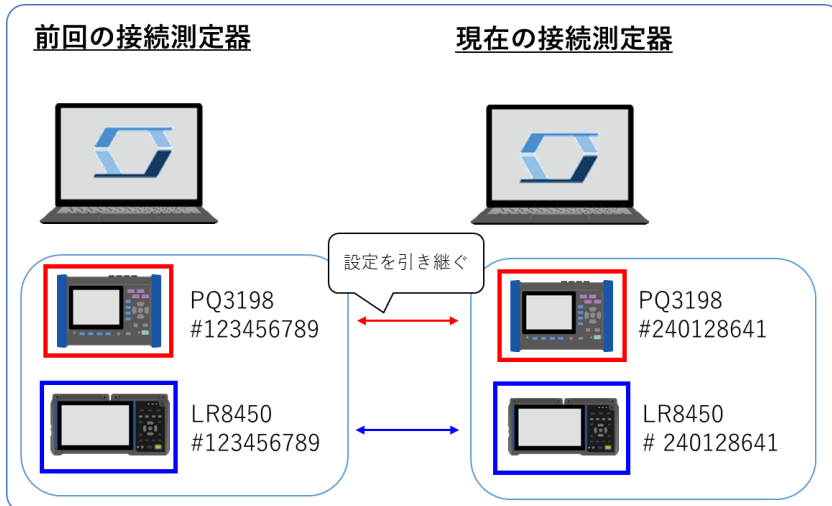 前回の接続測定器
現在の接続測定器
設定を引き継ぐ
PQ3198
#123456789
PQ3198
#240128641
LR8450
#123456789
LR8450
# 240128641